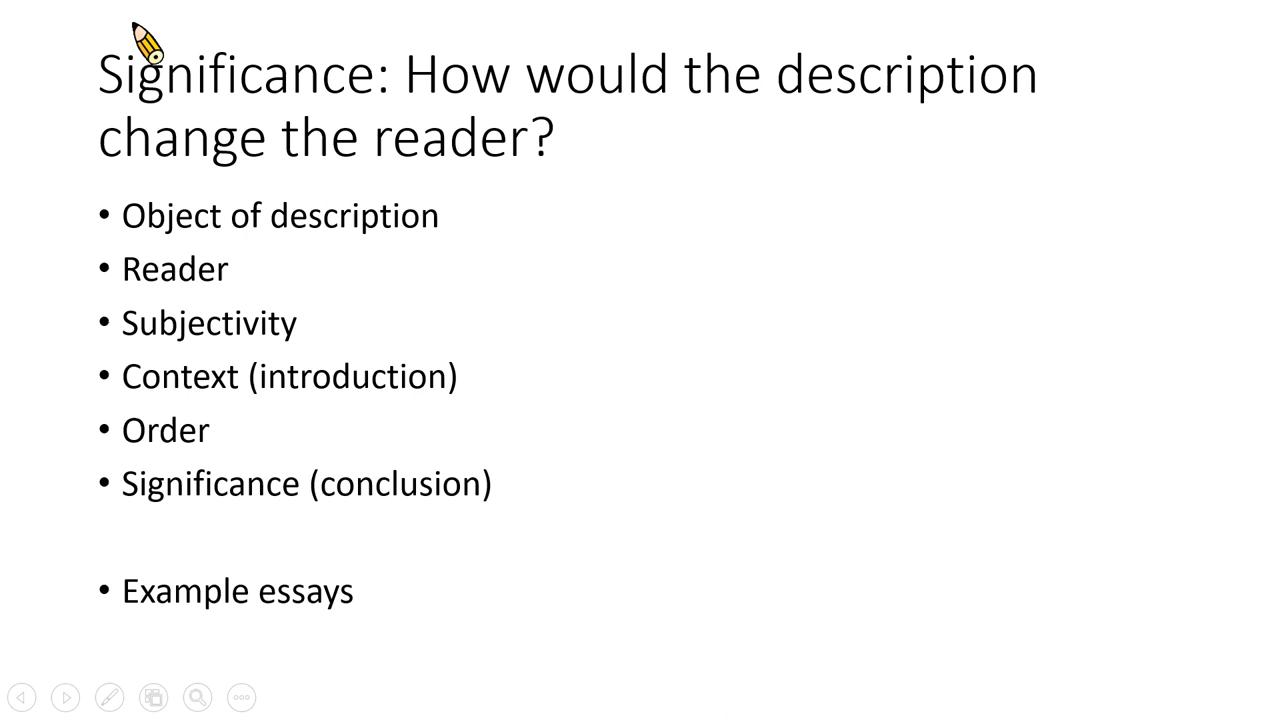 Significance: How would the description
change the reader?
• Object of description
• Reader
• Subjectivity
• Context (introduction)
• Order
• Significance (conclusion)
• Example essays